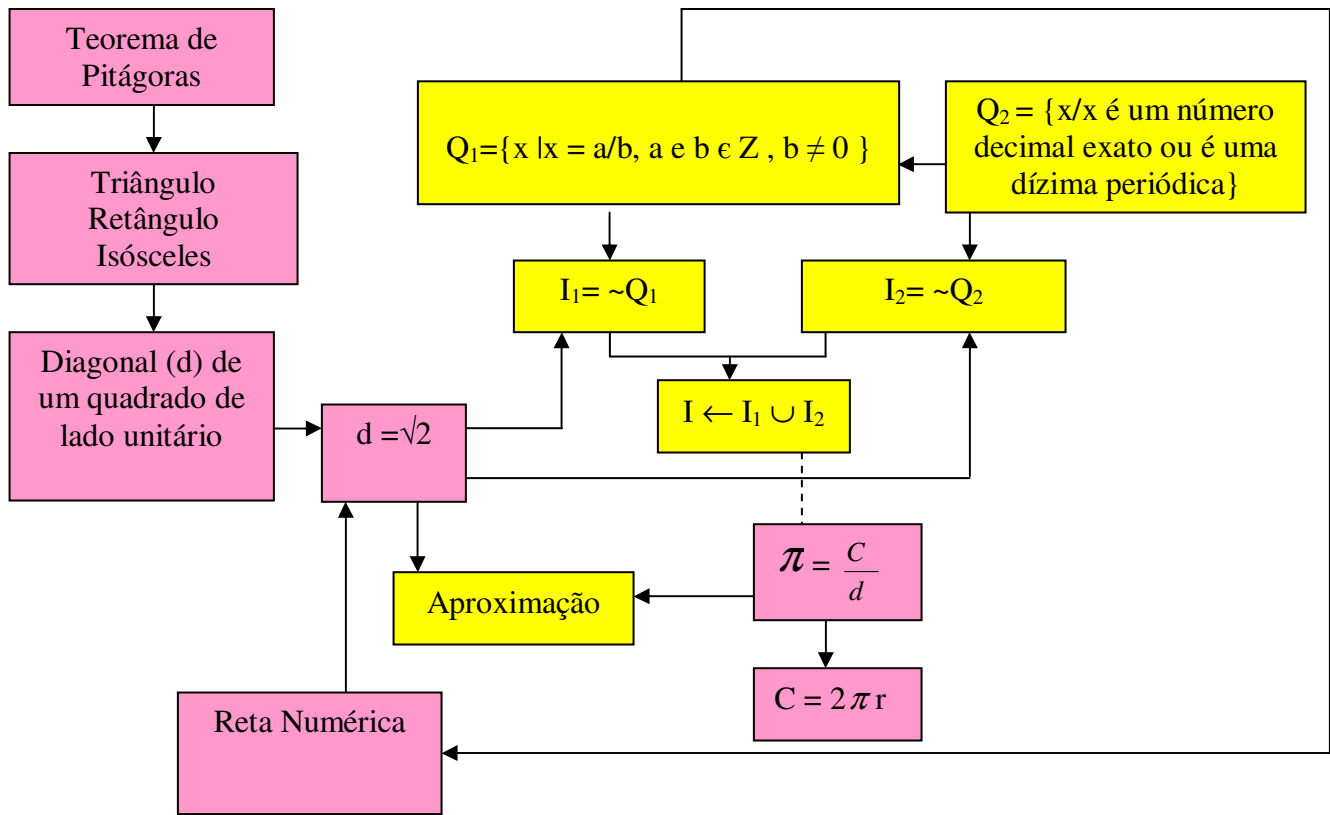 Teorema de
Pitágoras
Triângulo
Retângulo
Isósceles
Diagonal (d) de
um quadrado de
lado unitário
d =√2
Q₁={x |x = a/b, a e b є Z , b ≠ 0 }
Q₂ = {x/x é um número
decimal exato ou é uma
dízima periódica}
I₁= ~Q₁
I₂= ~Q₂
I ← I₁ ∪ I₂
π = C/d
Aproximação
C = 2π r
Reta Numérica